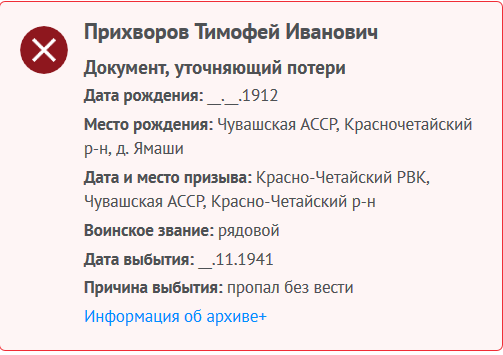 Прихворов Тимофей Иванович
Документ, уточняющий потери
Дата рождения: __.__.1912
Место рождения: Чувашская АССР, Красночетайский
р-н, д. Ямаши
Дата и место призыва: Красно-Четайский РВК,
Чувашская АССР, Красно-Четайский р-н
Воинское звание: рядовой
Дата выбытия: __.11.1941
Причина выбытия: пропал без вести
Информация об архиве+